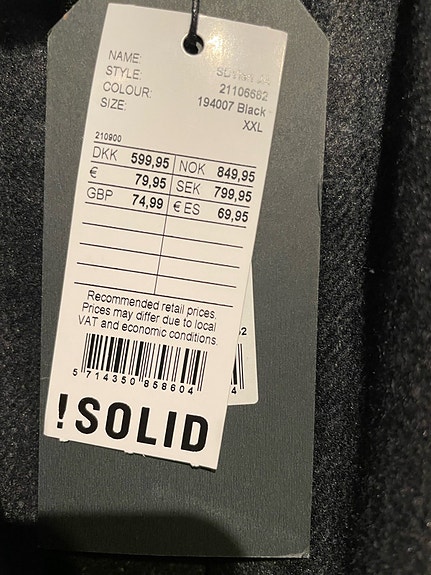 NAME:
STYLE: 21106682
COLOUR: 194007 Black
SIZE: XXL
210900
DKK 599,95 NOK 849,95
€ 79,95 SEK 799,95
GBP 74,99 € ES 69,95
Recommended retail prices.
Prices may differ due to local
VAT and economic conditions.
5 714350 858604
!SOLID